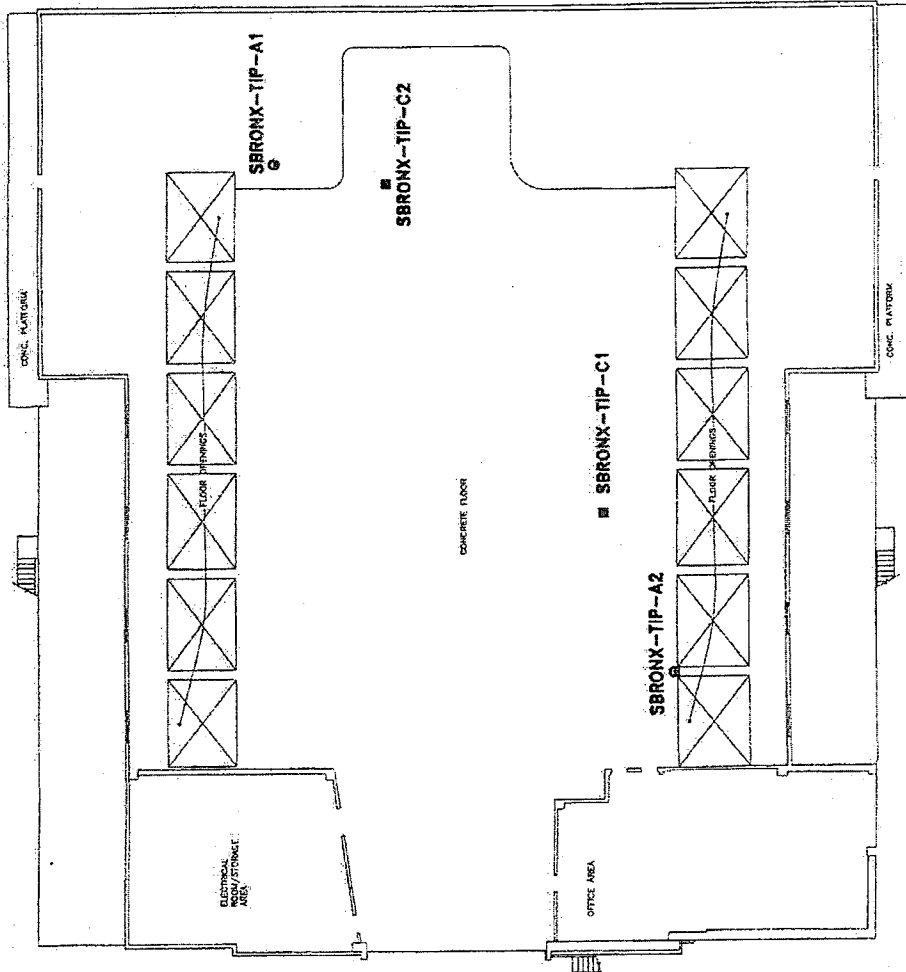 SBRONX-TIP-A1
SBRONX-TIP-C2
CONC. PLATFORM
CONC. PLATFORM
FLOOR OPENINGS
FLOOR OPENINGS
SBRONX-TIP-C1
CONCRETE FLOOR
SBRONX-TIP-A2
ELECTRICAL
ROOM/STORAGE
AREA
OFFICE AREA